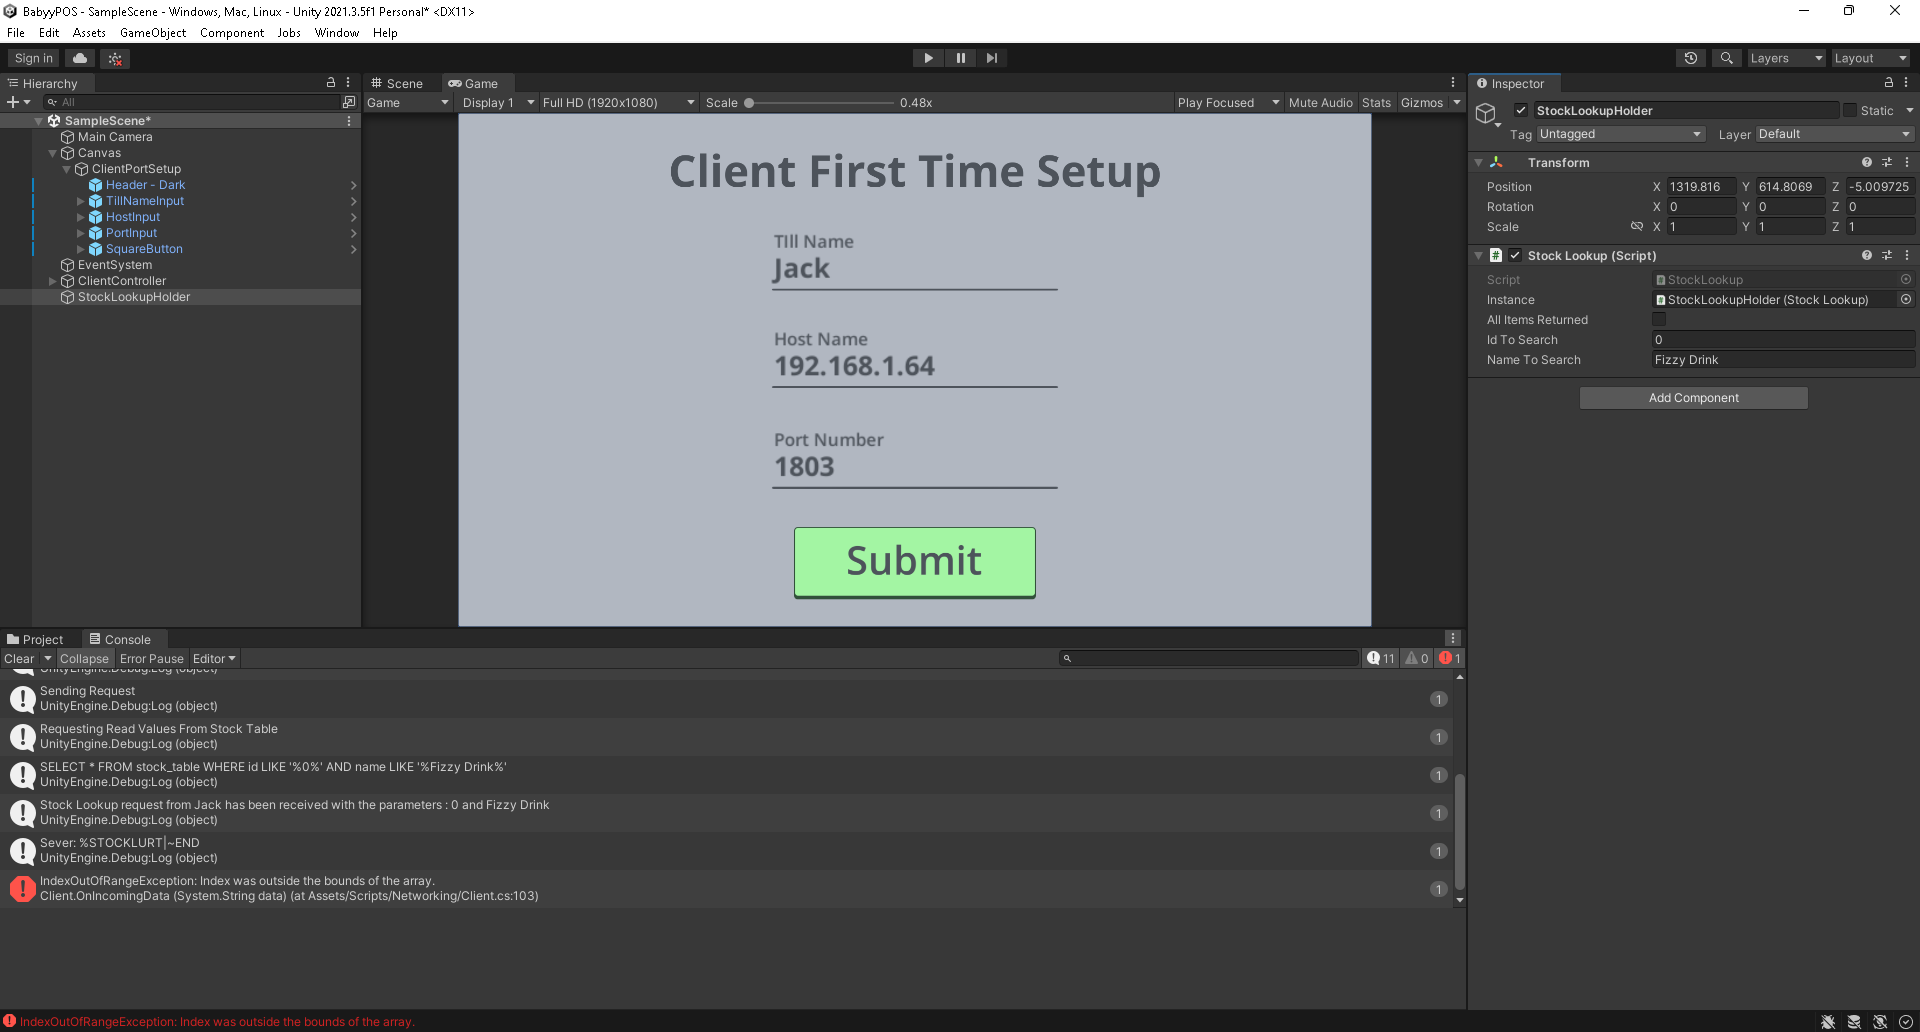 BabyyPOS - SampleScene - Windows, Mac, Linux - Unity 2021.3.5f1 Personal* <DX11>
File Edit Assets GameObject Component Jobs Window Help
Sign in
Layers
Layout
Hierarchy
All
SampleScene*
Main Camera
Canvas
ClientPortSetup
Header - Dark
TillNameInput
HostInput
PortInput
SquareButton
EventSystem
ClientController
StockLookupHolder
Scene Game
Game Display 1 Full HD (1920x1080) Scale 0.48x Play Focused Mute Audio Stats Gizmos
Client First Time Setup
TIll Name
Jack
Host Name
192.168.1.64
Port Number
1803
Submit
Inspector
StockLookupHolder Static
Tag Untagged Layer Default
Transform
Position X 1319.816 Y 614.8069 Z -5.009725
Rotation X 0 Y 0 Z 0
Scale X 1 Y 1 Z 1
# Stock Lookup (Script)
Script StockLookup
Instance StockLookupHolder (Stock Lookup)
All Items Returned
Id To Search 0
Name To Search Fizzy Drink
Add Component
Project Console
Clear Collapse Error Pause Editor 11 0 1
UnityEngine.Debug:Log (object)
Sending Request
UnityEngine.Debug:Log (object) 1
Requesting Read Values From Stock Table
UnityEngine.Debug:Log (object) 1
SELECT * FROM stock_table WHERE id LIKE '%0%' AND name LIKE '%Fizzy Drink%'
UnityEngine.Debug:Log (object) 1
Stock Lookup request from Jack has been received with the parameters : 0 and Fizzy Drink
UnityEngine.Debug:Log (object) 1
Sever: %STOCKLURT|~END
UnityEngine.Debug:Log (object) 1
IndexOutOfRangeException: Index was outside the bounds of the array.
Client.OnIncomingData (System.String data) (at Assets/Scripts/Networking/Client.cs:103) 1
IndexOutOfRangeException: Index was outside the bounds of the array.